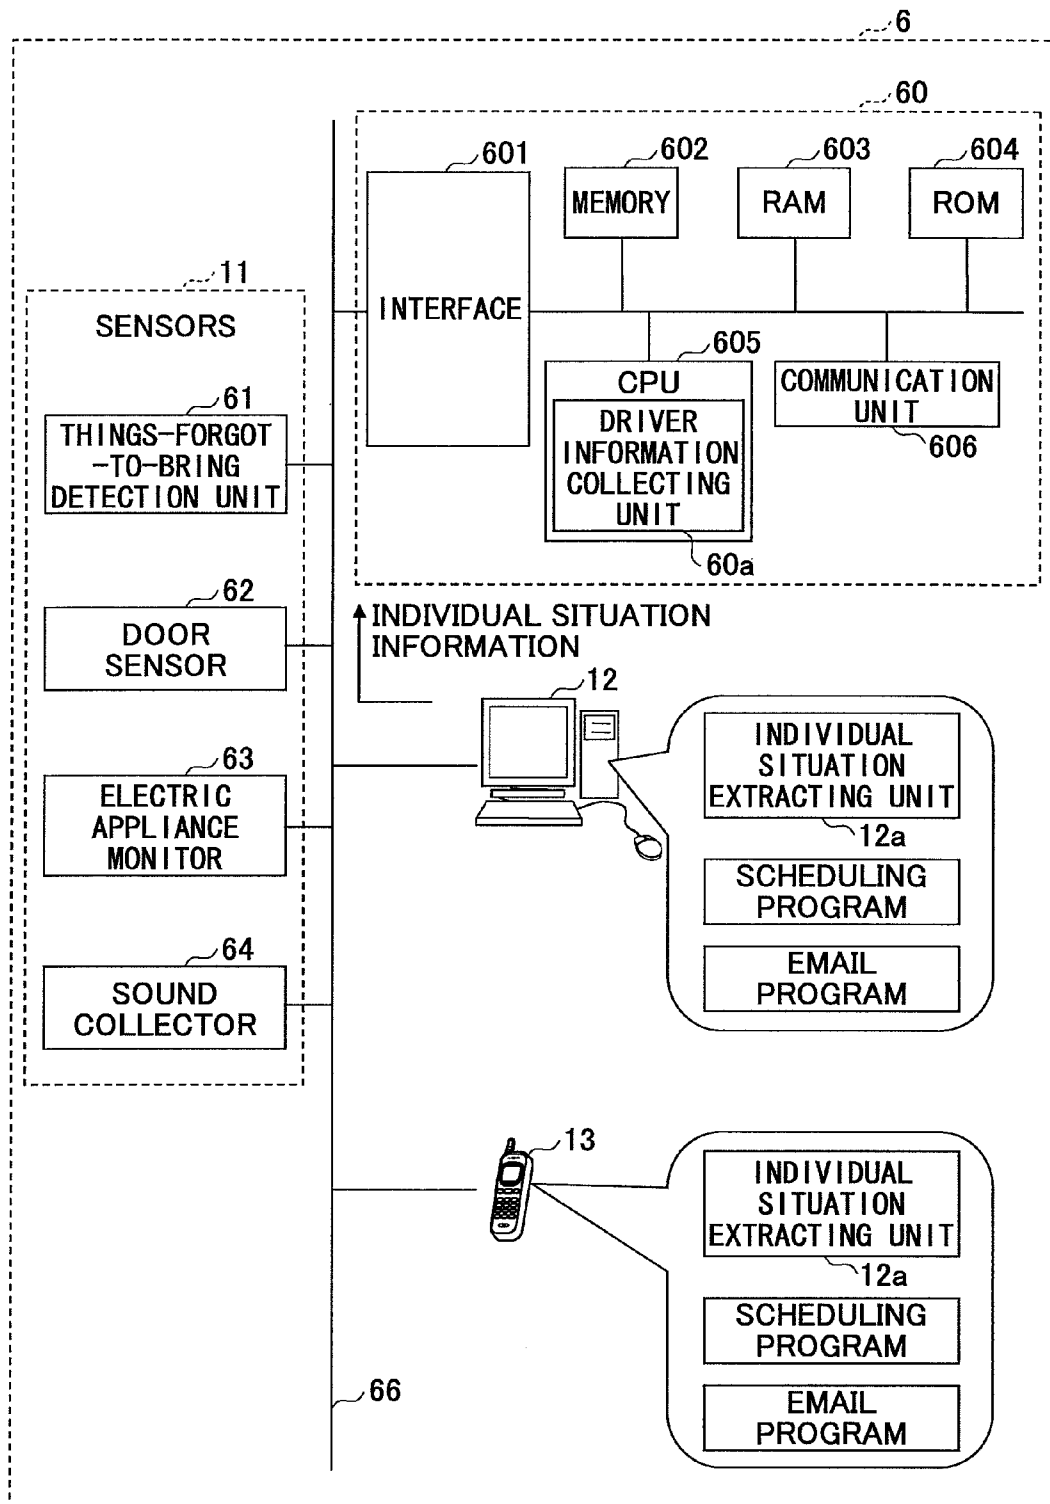 6
60
601
INTERFACE
602
MEMORY
603
RAM
604
ROM
605
CPU
DRIVER
INFORMATION
COLLECTING
UNIT
60a
COMMUNICATION
UNIT
606
11
SENSORS
61
THINGS-FORGOT
-TO-BRING
DETECTION UNIT
62
DOOR
SENSOR
63
ELECTRIC
APPLIANCE
MONITOR
64
SOUND
COLLECTOR
INDIVIDUAL SITUATION
INFORMATION
12
INDIVIDUAL
SITUATION
EXTRACTING UNIT
12a
SCHEDULING
PROGRAM
EMAIL
PROGRAM
13
INDIVIDUAL
SITUATION
EXTRACTING UNIT
12a
SCHEDULING
PROGRAM
EMAIL
PROGRAM
66